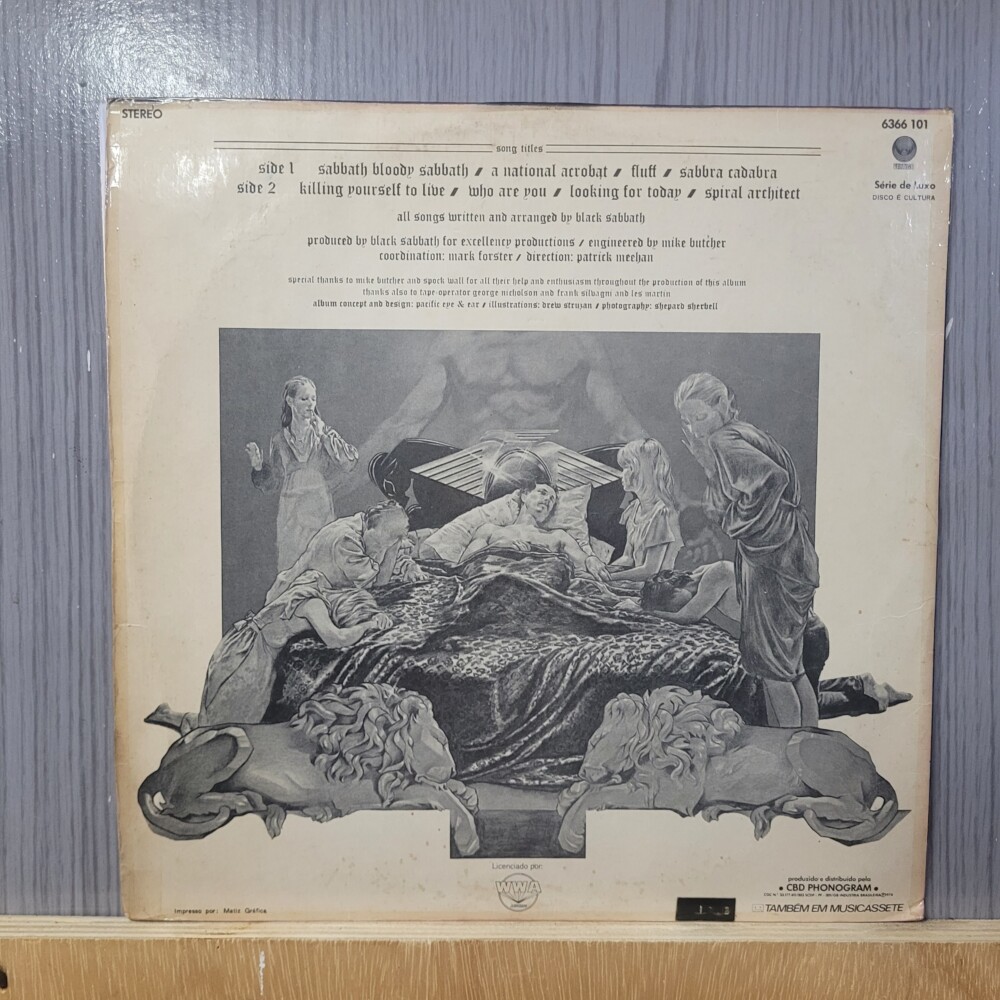 STEREO
6366 101
song titles
side 1 sabbath bloody sabbath / a national acrobat / fluff / sabbra cadabra
side 2 killing yourself to live / who are you / looking for today / spiral architect
Série de Luxo
DISCO É CULTURA
all songs written and arranged by black sabbath
produced by black sabbath for excellency productions / engineered by mike butcher
coordination: mark forster / direction: patrick meehan
special thanks to mike butcher and spock wall for all their help and enthusiasm throughout the production of this album
thanks also to tape-operator george nicholson and frank silvagni and les martin
album concept and design: pacific eye & ear / illustrations: drew struzan / photography: shepard sherbell
Licenciado por:
WWA
produzido e distribuído pela
• CBD PHONOGRAM •
Impresso por: Matiz Gráfica
TAMBÉM EM MUSICASSETE